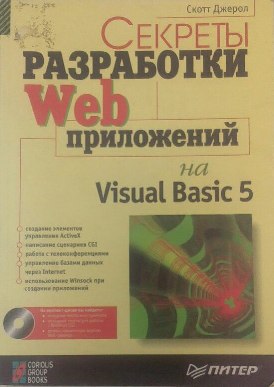 Скотт Джерол
СЕКРЕТЫ
РАЗРАБОТКИ
Web
приложений
на
Visual Basic 5
создание элементов
управления ActiveX
написание сценариев CGI
работа с телеконференциями
управление базами данных
через Internet
использование Winsock при
создании приложений
CORIOLIS
GROUP
BOOKS
ПИТЕР